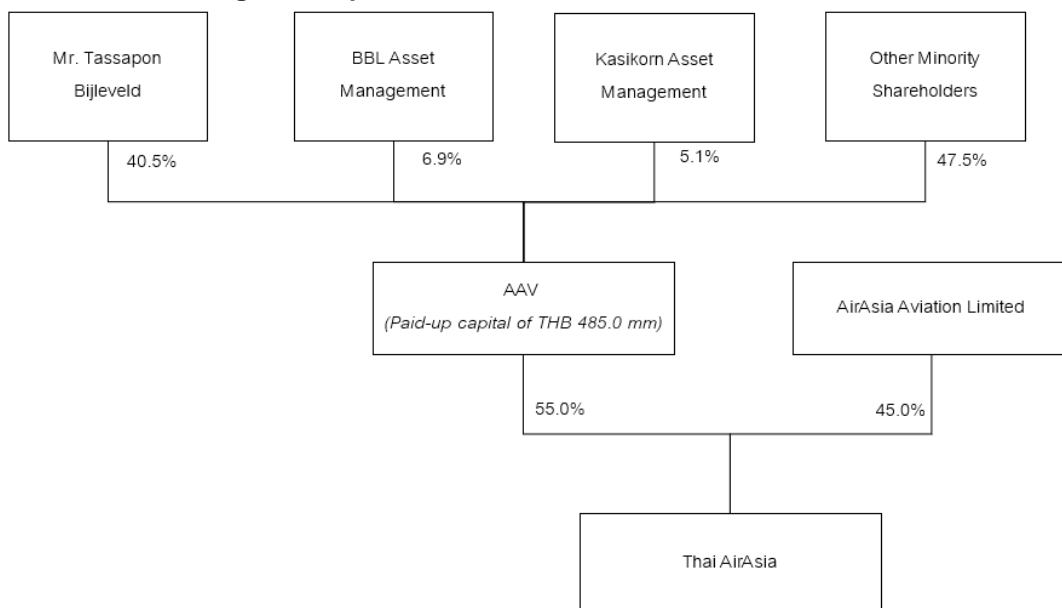 Mr. Tassapon
Bijleveld
BBL Asset
Management
Kasikorn Asset
Management
Other Minority
Shareholders
40.5%
6.9%
5.1%
47.5%
AAV
(Paid-up capital of THB 485.0 mm)
AirAsia Aviation Limited
55.0%
45.0%
Thai AirAsia